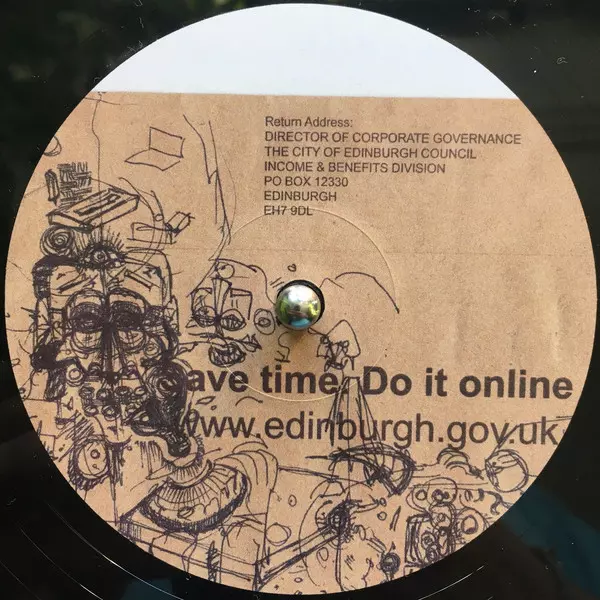 Return Address:
DIRECTOR OF CORPORATE GOVERNANCE
THE CITY OF EDINBURGH COUNCIL
INCOME & BENEFITS DIVISION
PO BOX 12330
EDINBURGH
EH7 9DL
Save time. Do it online
www.edinburgh.gov.uk